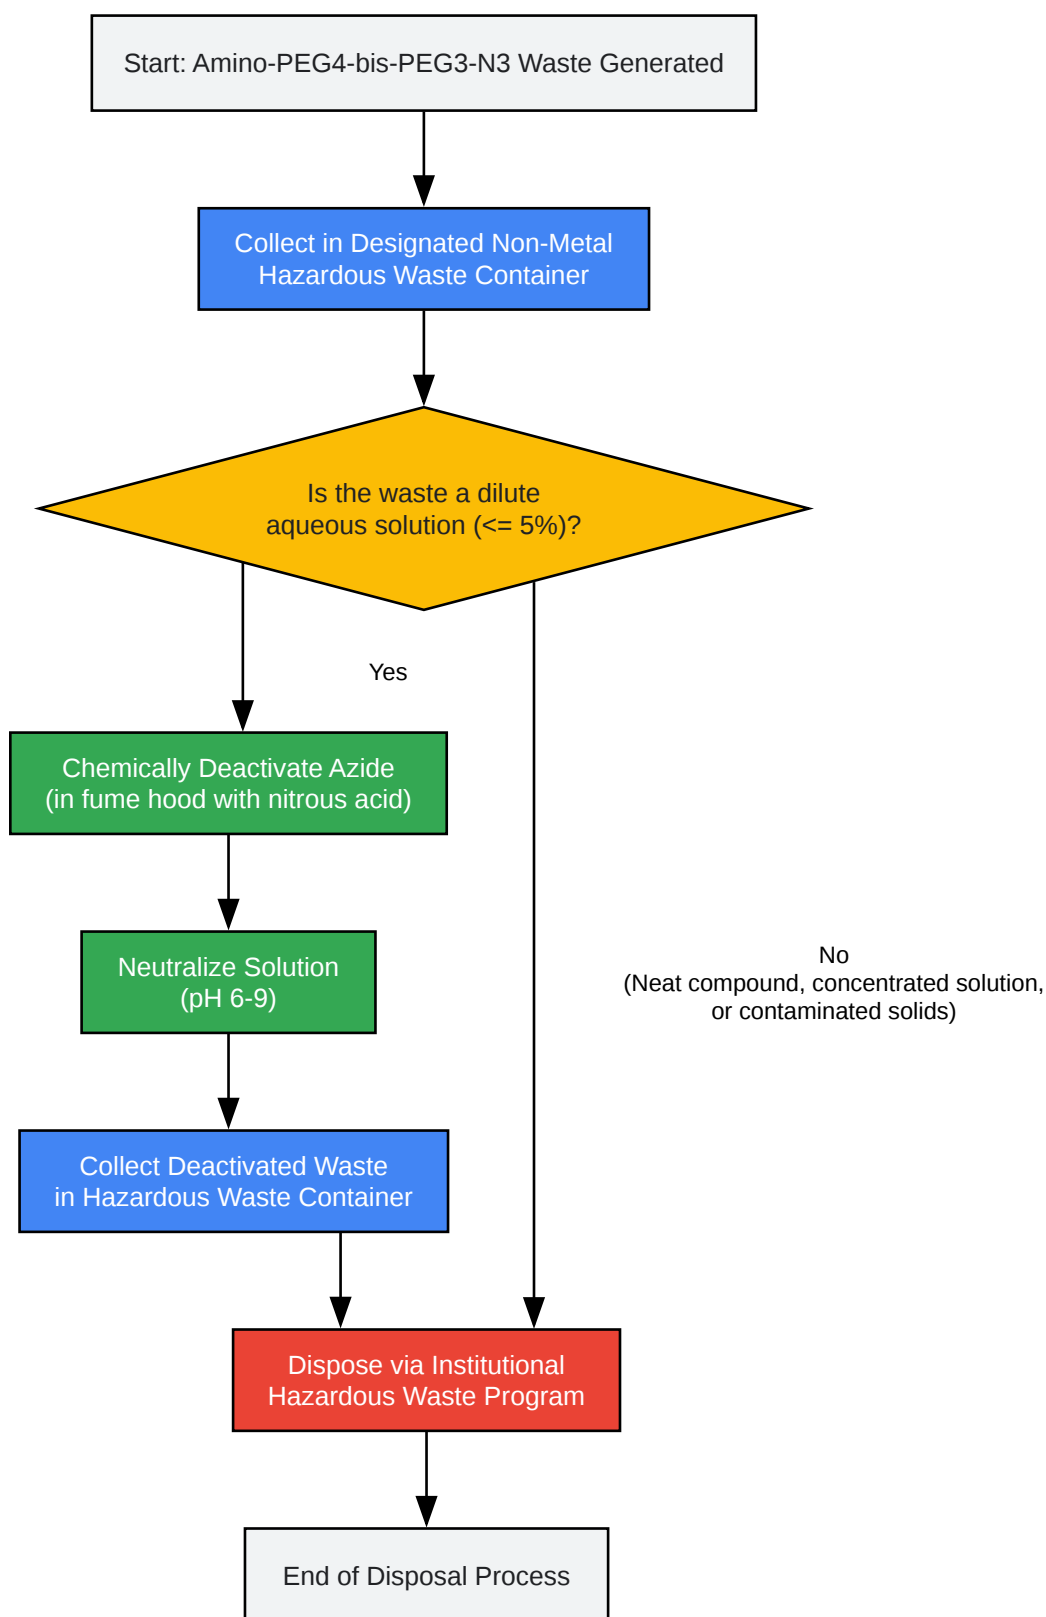 Start: Amino-PEG4-bis-PEG3-N3 Waste Generated
Collect in Designated Non-Metal
Hazardous Waste Container
Is the waste a dilute
aqueous solution (<= 5%)?
Yes
Chemically Deactivate Azide
(in fume hood with nitrous acid)
Neutralize Solution
(pH 6-9)
No
(Neat compound, concentrated solution,
or contaminated solids)
Collect Deactivated Waste
in Hazardous Waste Container
Dispose via Institutional
Hazardous Waste Program
End of Disposal Process